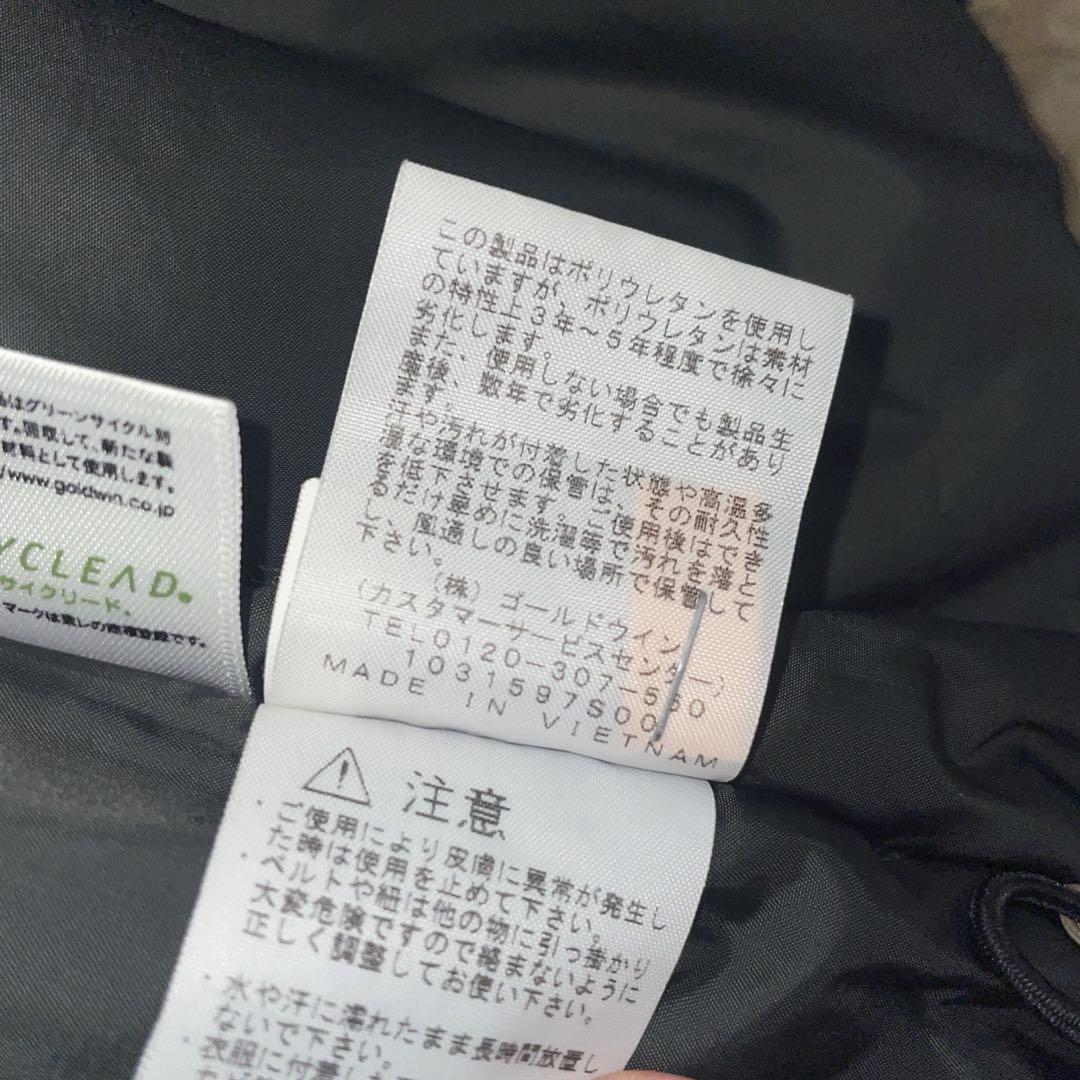 この製品はポリウレタンを使用し
ていますが、ポリウレタンは素材
の特性上3年〜5年程度で徐々に
劣化します。
また、使用しない場合でも製品生
産後、数年で劣化することがあり
ます。
汗や汚れが付着した状態や高温多
湿な環境での保管は、その耐久性
を低下させます。ご使用後はでき
るだけ早めに洗濯等で汚れを落と
し、風通しの良い場所で保管して
下さい。
(株)ゴールドウイン
(カスタマーサービスセンター)
TEL0120-307-560
1031597S00
MADE IN VIETNAM
品はグリーンサイクル別
す。回収して、新たな製
材料として使用します。
/www.goldwn.co.jp
YCLEAD.
サイクリード.
マークは東レの商標登録です。
注意
・ご使用により皮膚に異常が発生し
た時は使用を止めて下さい。
・ベルトや紐は他の物に引っ掛かり
大変危険ですので絡まないように
正しく調整してお使い下さい。
・水や汗に濡れたまま長時間放置し
ないで下さい。
・衣服に付着した